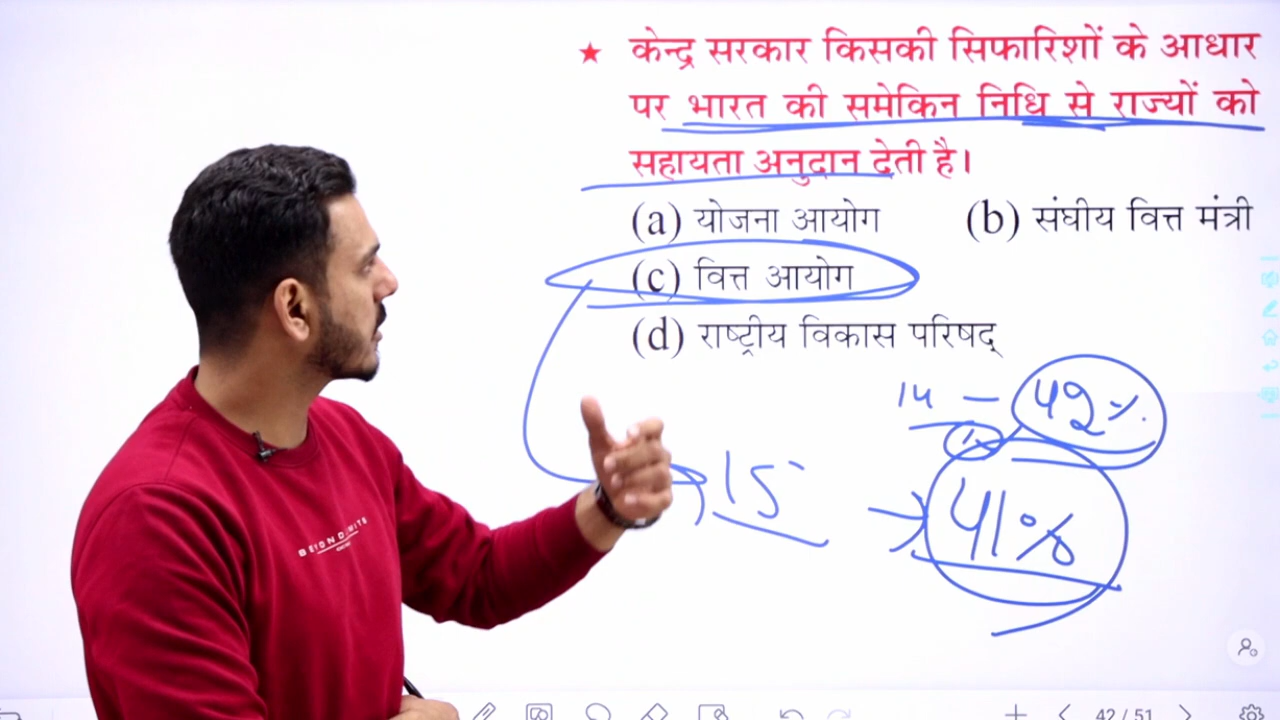 ★ केन्द्र सरकार किसकी सिफारिशों के आधार
पर भारत की समेकिन निधि से राज्यों को
सहायता अनुदान देती है।
(a) योजना आयोग (b) संघीय वित्त मंत्री
(c) वित्त आयोग
(d) राष्ट्रीय विकास परिषद्
14 — 42%
15
41%
42/51